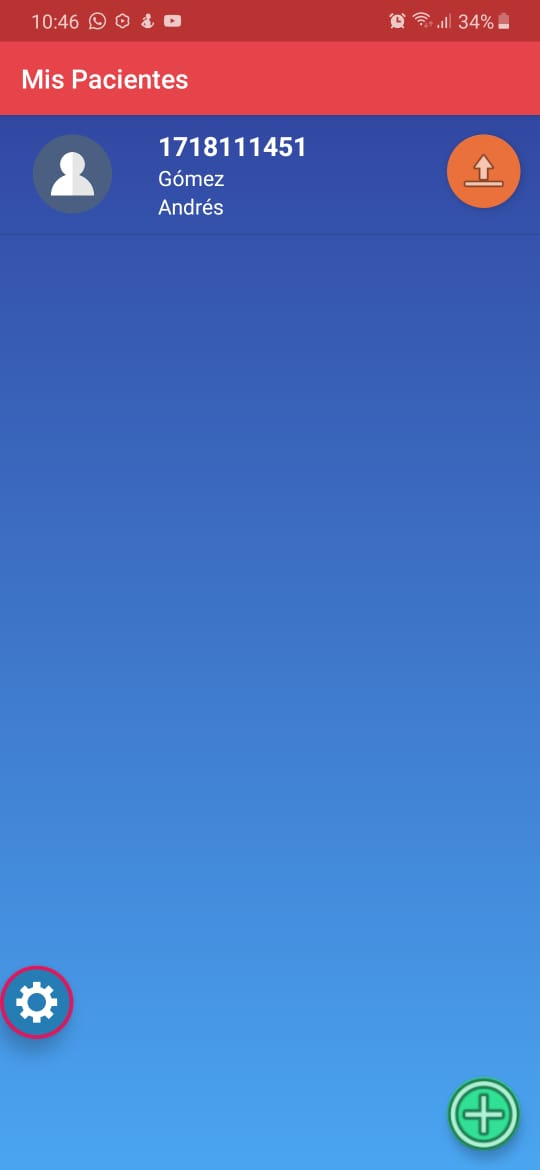 10:46 34%
Mis Pacientes
1718111451
Gómez
Andrés